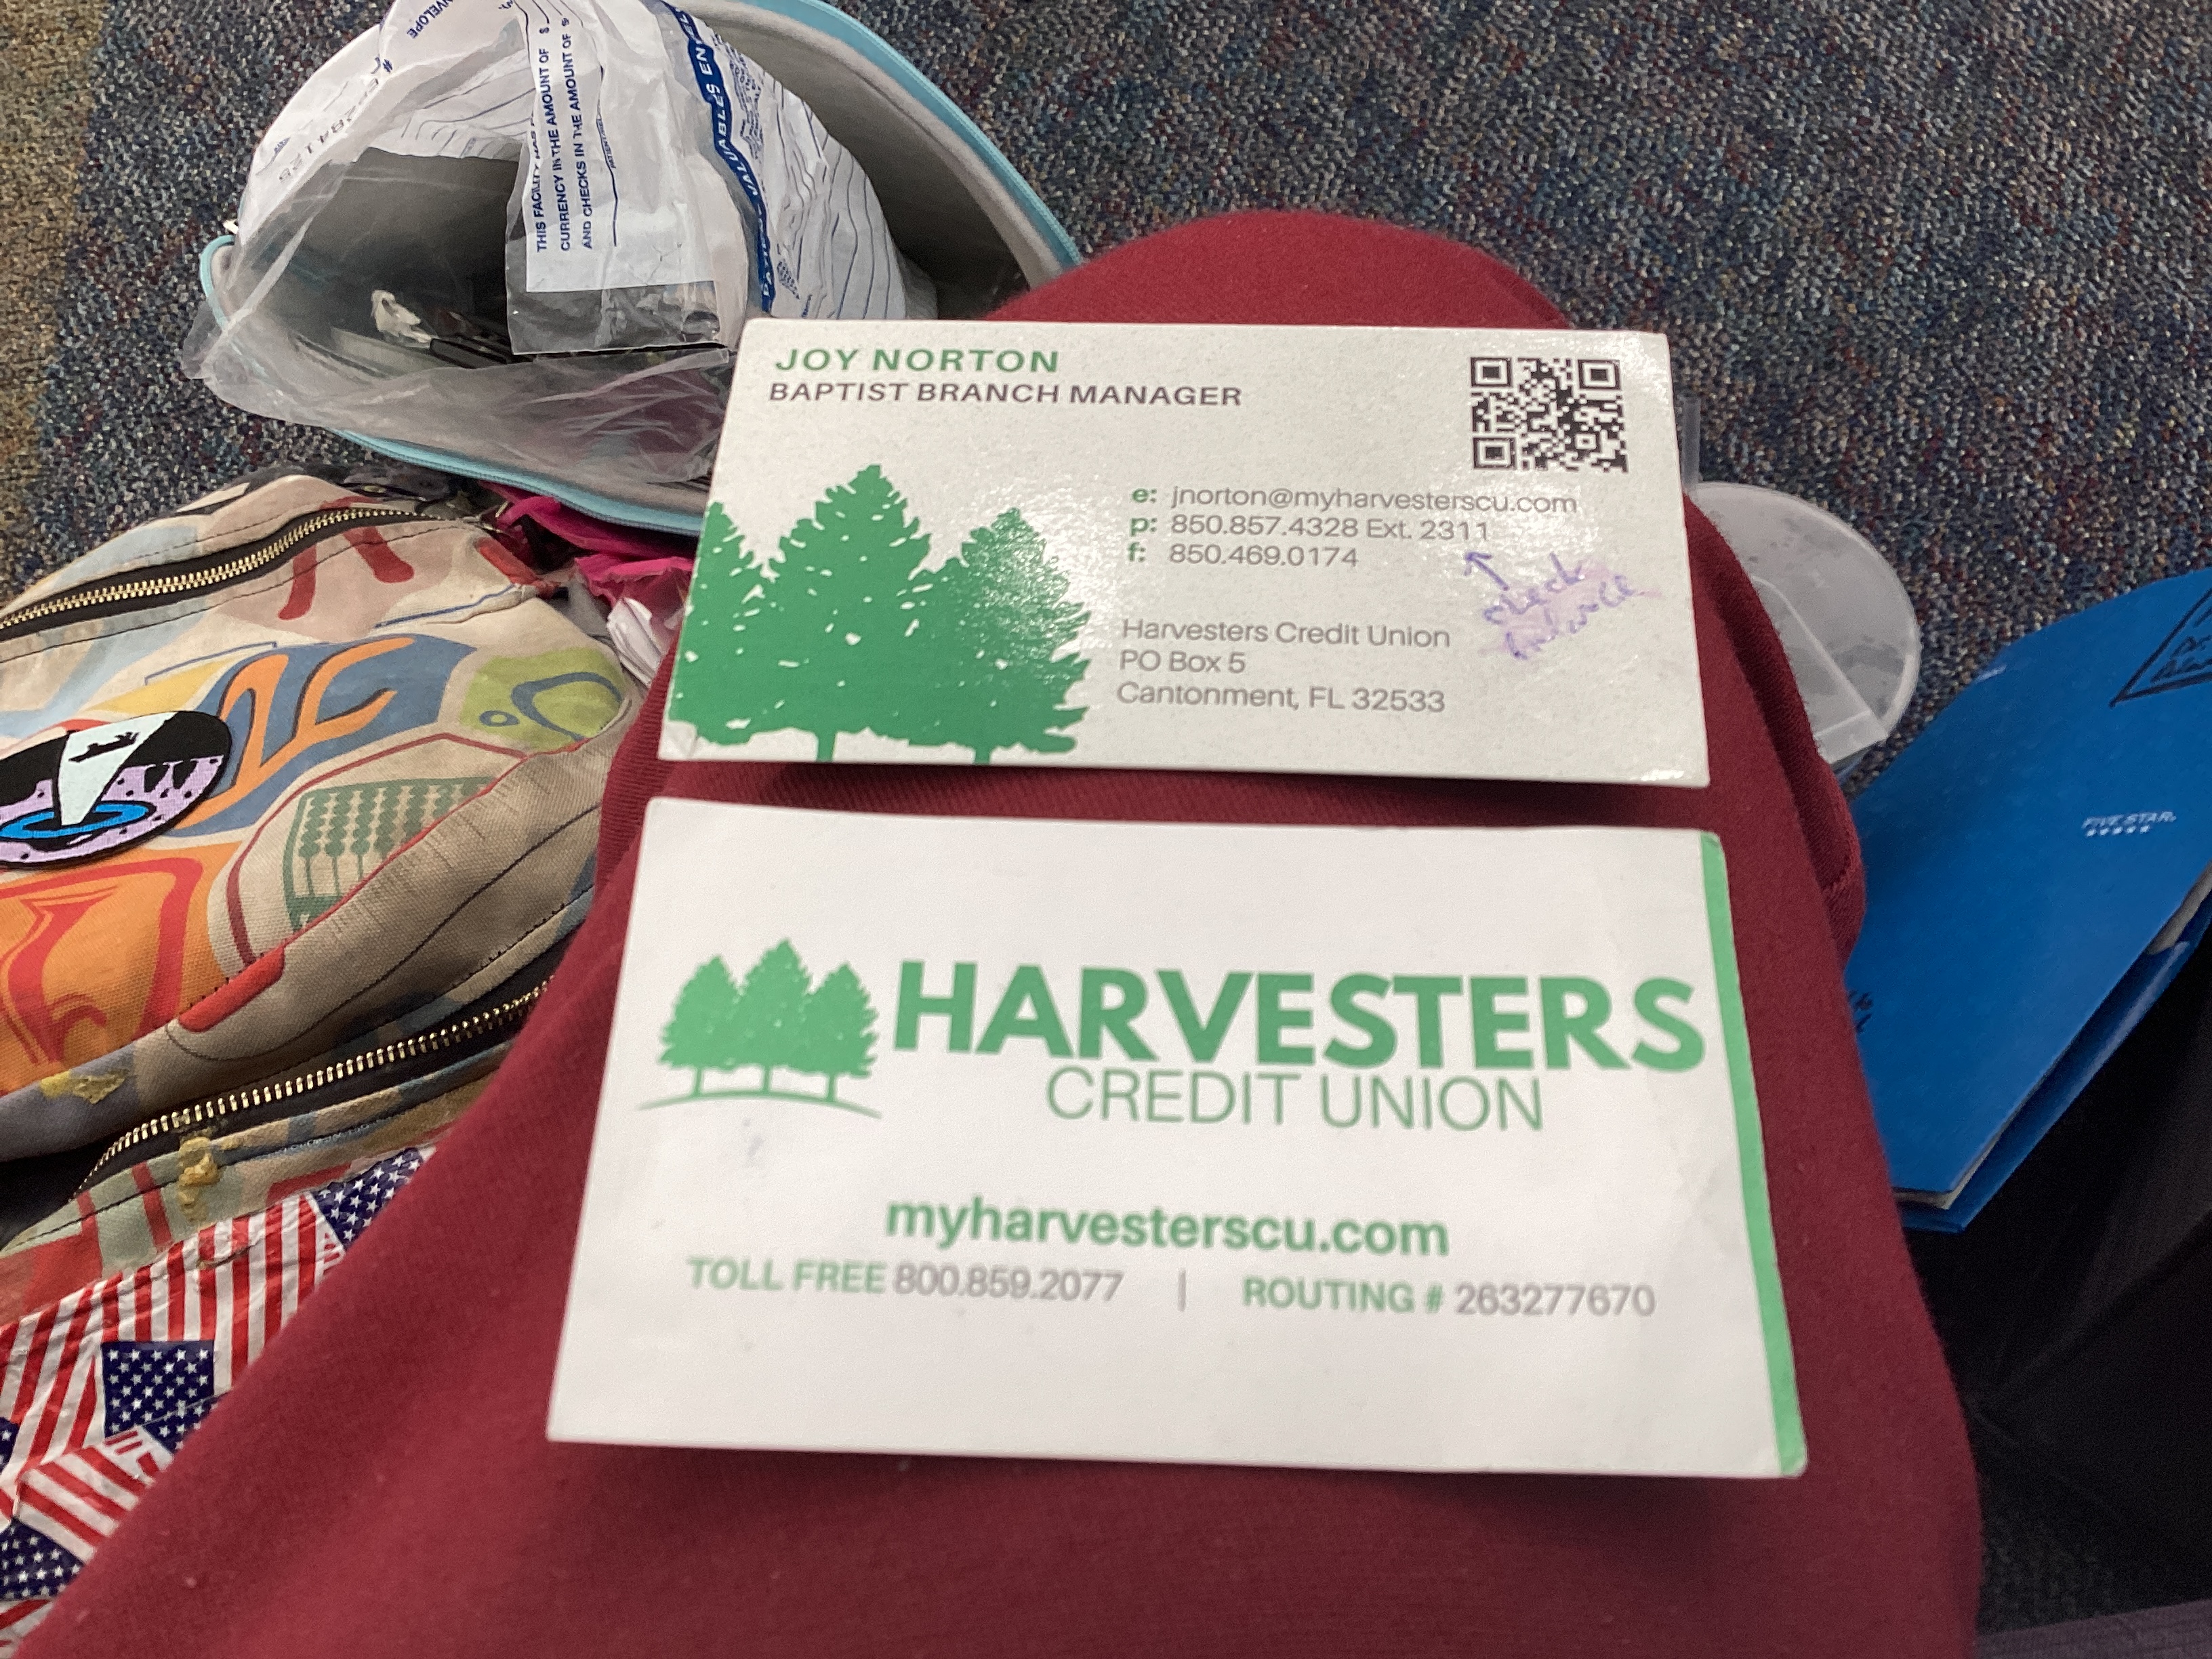 THIS FACILITY HAS
CURRENCY IN THE AMOUNT OF $
AND CHECKS IN THE AMOUNT OF $
JOY NORTON
BAPTIST BRANCH MANAGER
e: jnorton@myharvesterscu.com
p: 850.857.4328 Ext. 2311
f: 850.469.0174
check
Harvesters Credit Union
PO Box 5
Cantonment, FL 32533
FIVE STAR
HARVESTERS
CREDIT UNION
myharvesterscu.com
TOLL FREE 800.859.2077 | ROUTING # 263277670